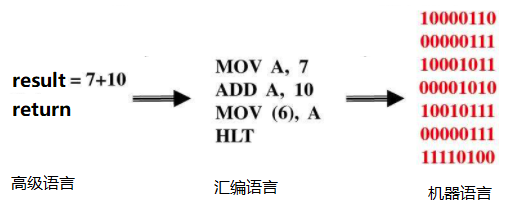 result = 7+10
return
MOV A, 7
ADD A, 10
MOV (6), A
HLT
10000110
00000111
10001011
00001010
10010111
00000111
11110100
高级语言
汇编语言
机器语言